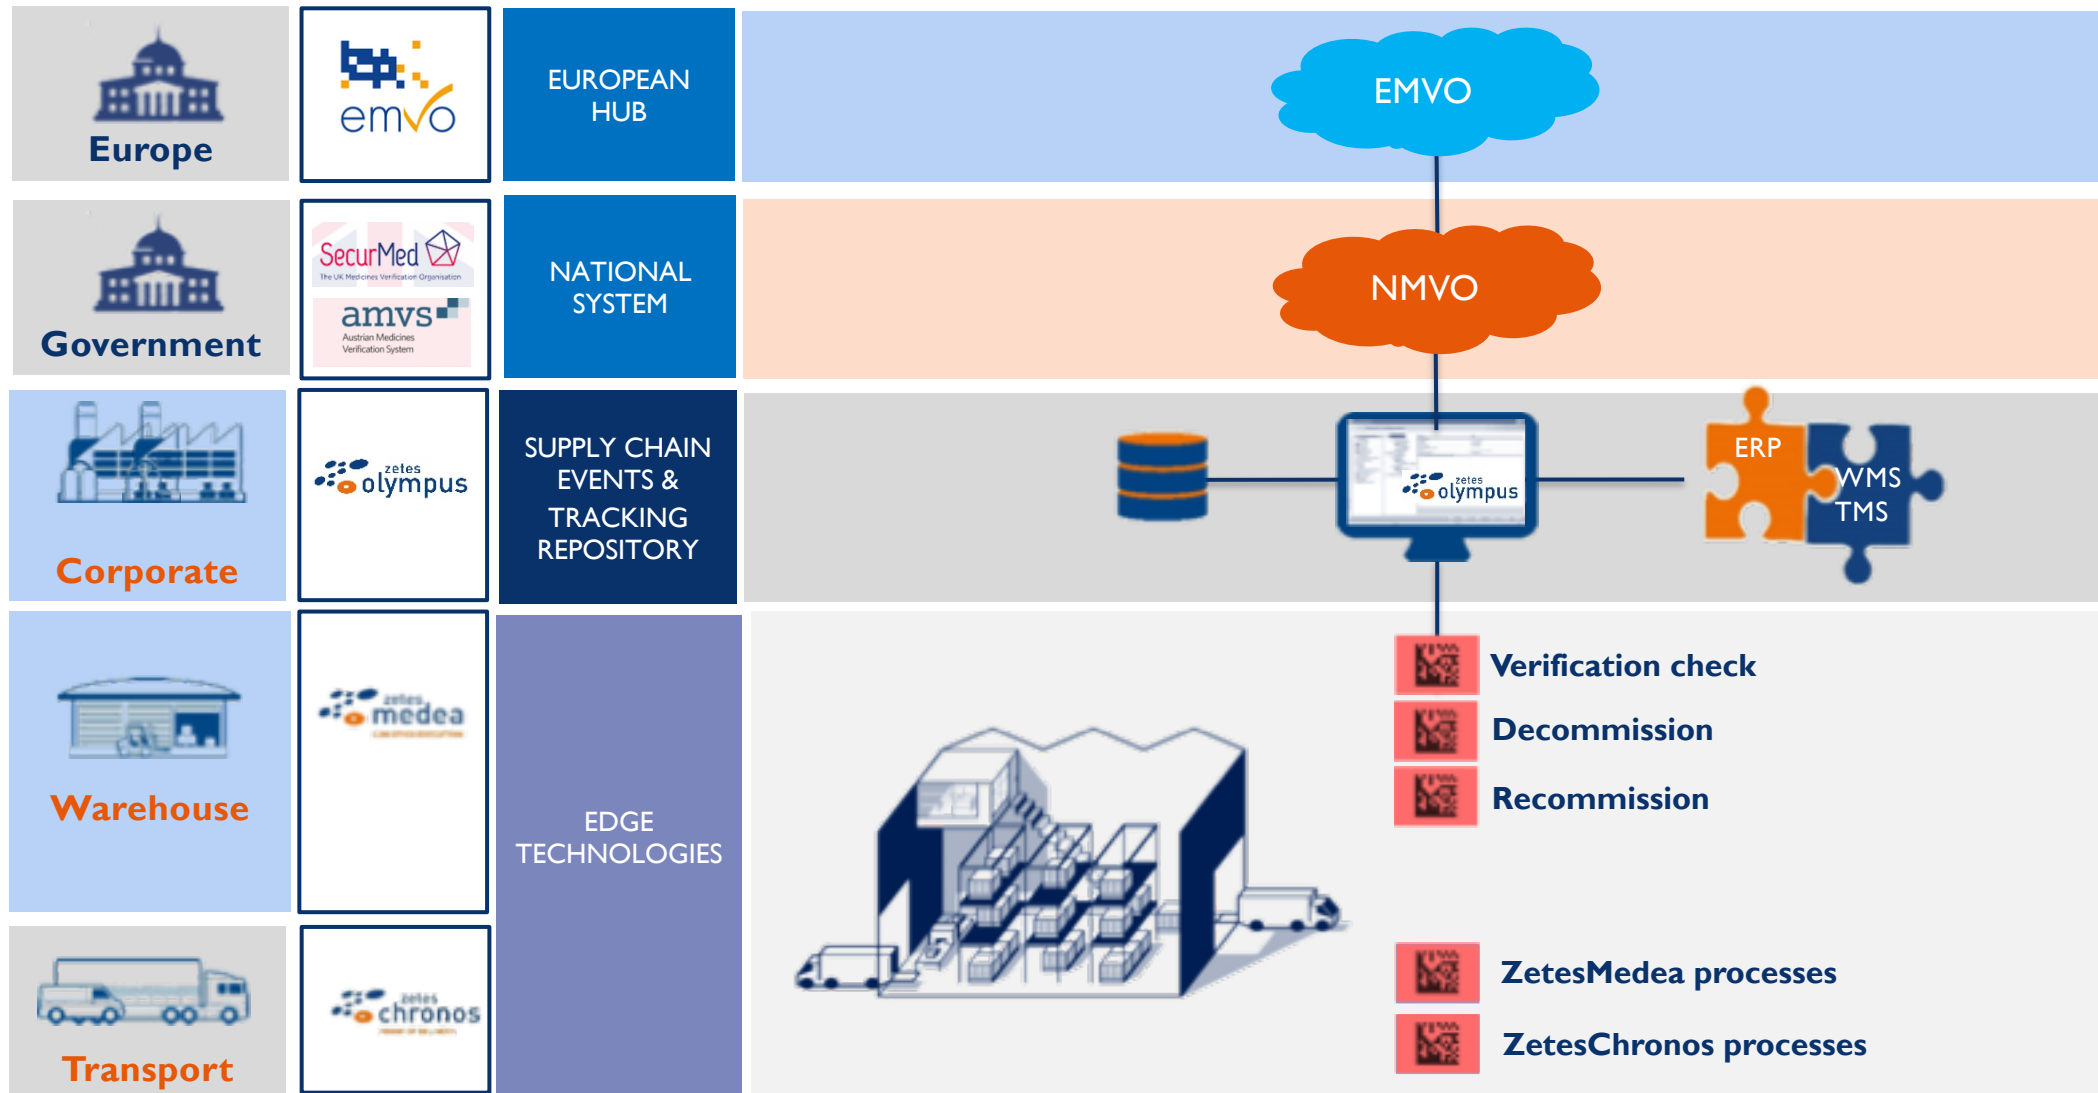 Europe
emvo
EUROPEAN
HUB
EMVO
Government
SecurMed
The UK Medicines Verification Organisation
amvs
Austrian Medicines
Verification System
NATIONAL
SYSTEM
NMVO
Corporate
zetes
olympus
SUPPLY CHAIN
EVENTS &
TRACKING
REPOSITORY
zetes
olympus
ERP
WMS
TMS
Warehouse
zetes
medea
EDGE
TECHNOLOGIES
Verification check
Decommission
Recommission
Transport
zetes
chronos
ZetesMedea processes
ZetesChronos processes